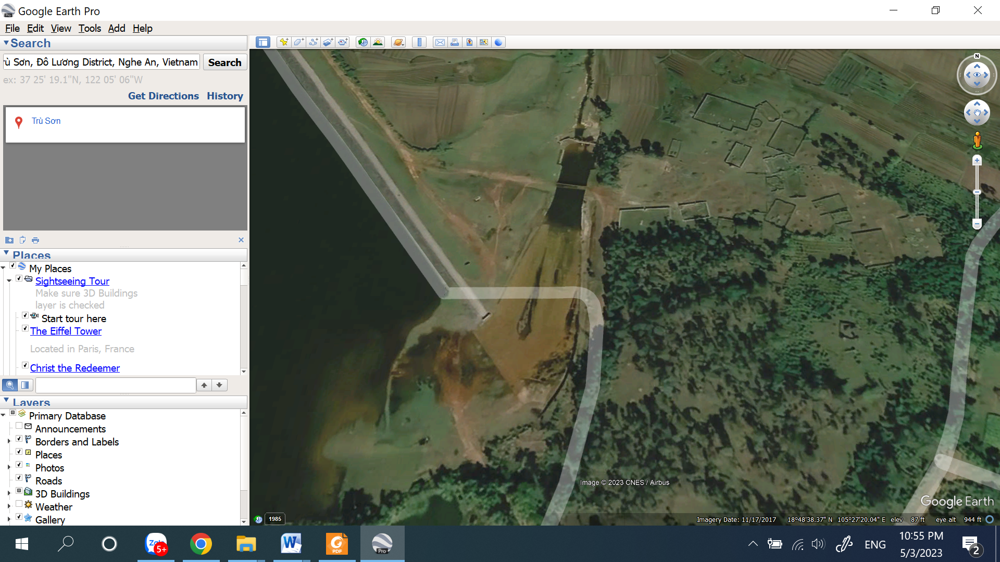 Google Earth Pro
File Edit View Tools Add Help
Search
rù Sơn, Đô Lương District, Nghe An, Vietnam
Search
ex: 37 25' 19.1"N, 122 05' 06"W
Get Directions History
Trù Sơn
Places
My Places
Sightseeing Tour
Make sure 3D Buildings
layer is checked
Start tour here
The Eiffel Tower
Located in Paris, France
Christ the Redeemer
Layers
Primary Database
Announcements
Borders and Labels
Places
Photos
Roads
3D Buildings
Weather
Gallery
N
Image © 2023 CNES / Airbus
Google Earth
1985
Imagery Date: 11/17/2017 18°48'38.37" N 105°27'20.04" E elev 87 ft eye alt 944 ft
Zalo
5+
W
PDF
Pro
ENG
10:55 PM
5/3/2023
2